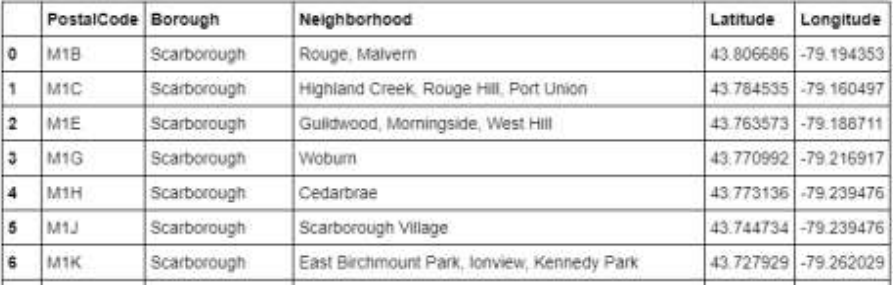 PostalCode Borough Neighborhood Latitude Longitude
0 M1B Scarborough Rouge, Malvern 43.806686 -79.194353
1 M1C Scarborough Highland Creek, Rouge Hill, Port Union 43.784535 -79.160497
2 M1E Scarborough Guildwood, Morningside, West Hill 43.763573 -79.188711
3 M1G Scarborough Woburn 43.770992 -79.216917
4 M1H Scarborough Cedarbrae 43.773136 -79.239476
5 M1J Scarborough Scarborough Village 43.744734 -79.239476
6 M1K Scarborough East Birchmount Park, Ionview, Kennedy Park 43.727929 -79.262029